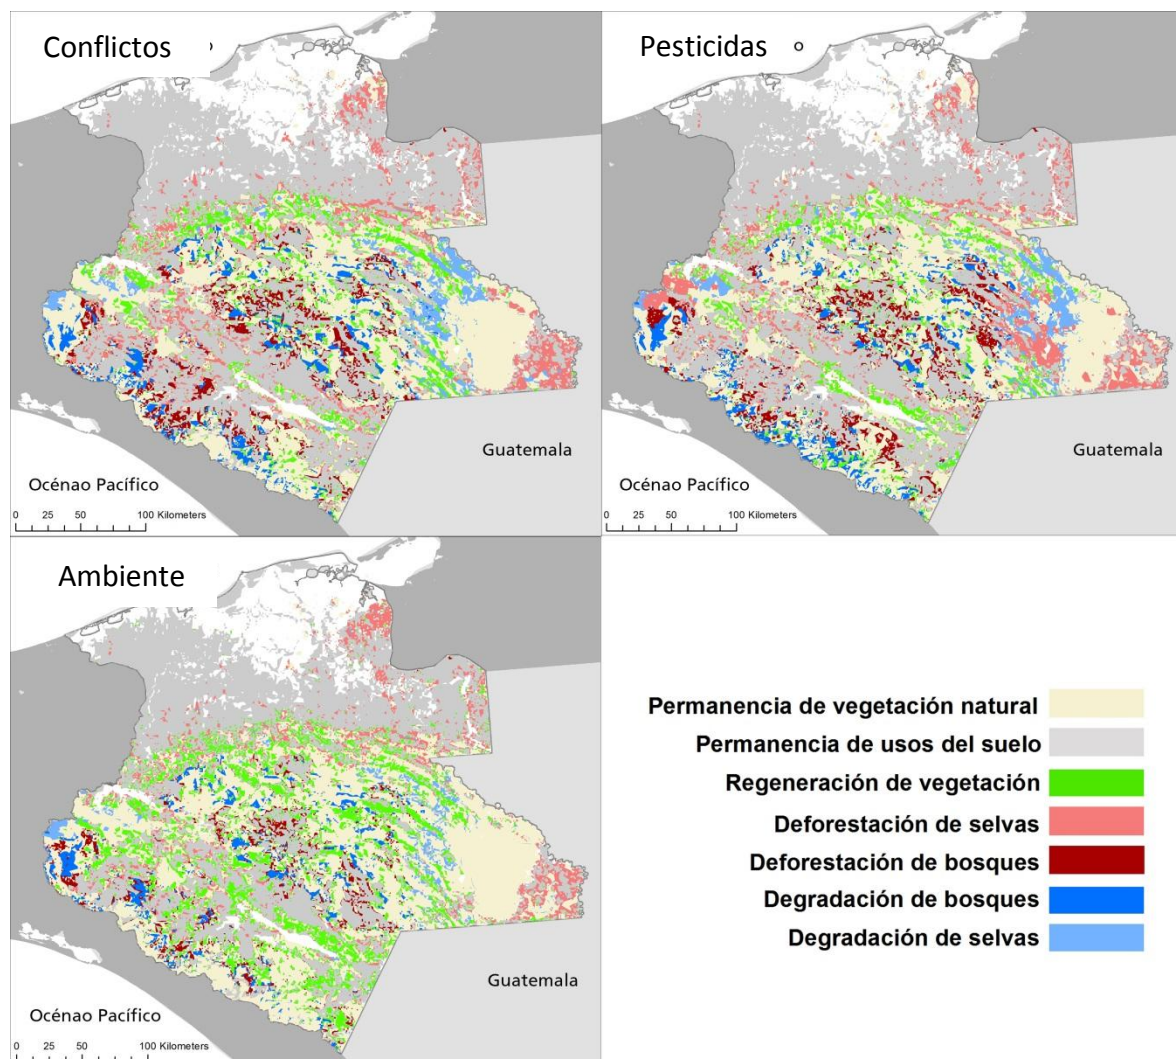 Conflictos
Guatemala
Océnao Pacífico
0 25 50 100 Kilometers
Pesticidas
Guatemala
Océnao Pacífico
0 25 50 100 Kilometers
Ambiente
Guatemala
Océnao Pacífico
0 25 50 100 Kilometers
Permanencia de vegetación natural
Permanencia de usos del suelo
Regeneración de vegetación
Deforestación de selvas
Deforestación de bosques
Degradación de bosques
Degradación de selvas